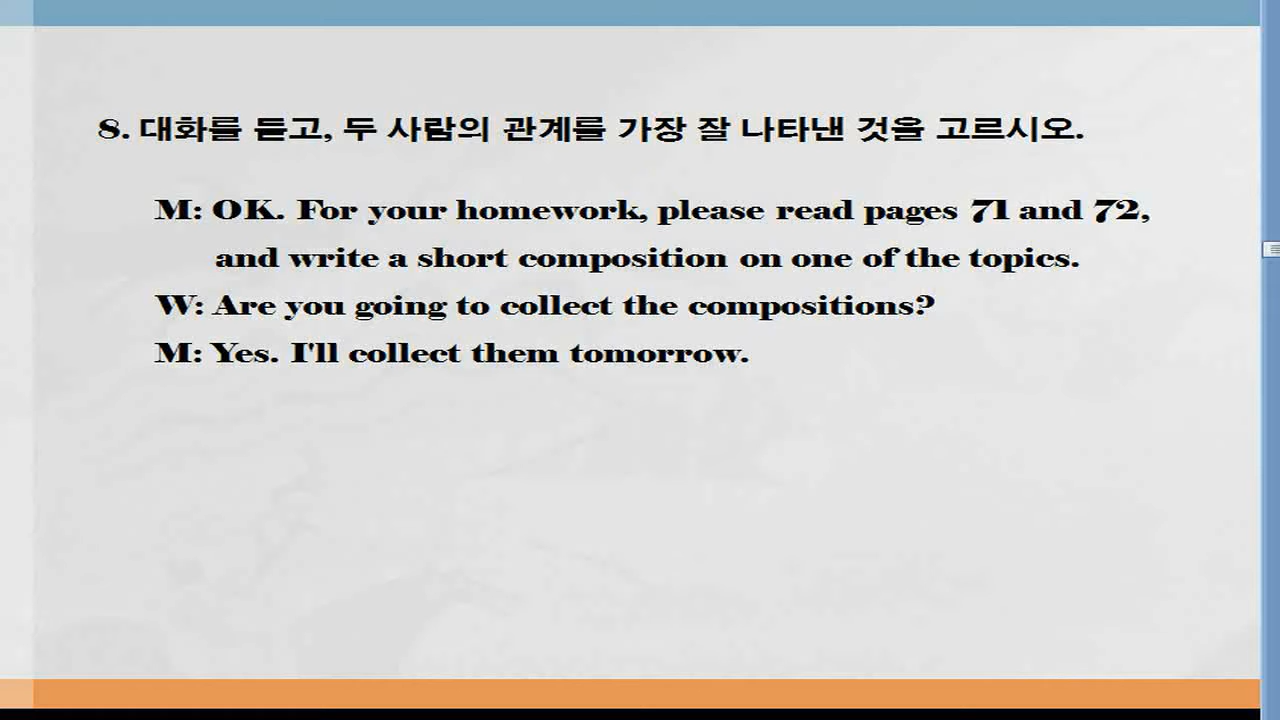 8. 대화를 듣고, 두 사람의 관계를 가장 잘 나타낸 것을 고르시오.
M: OK. For your homework, please read pages 71 and 72,
and write a short composition on one of the topics.
W: Are you going to collect the compositions?
M: Yes. I'll collect them tomorrow.